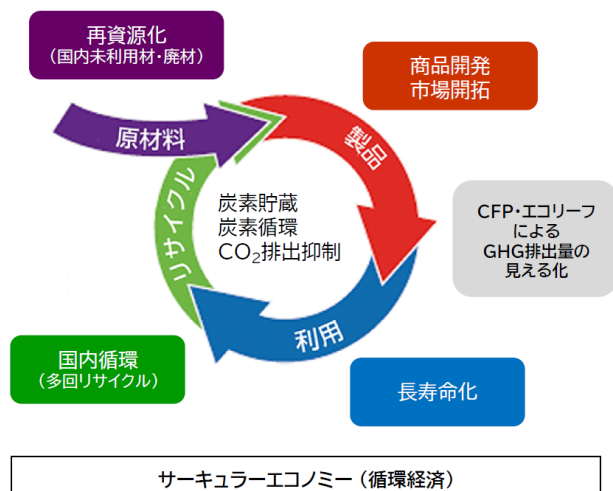 再資源化
(国内未利用材・廃材)
商品開発
市場開拓
原材料
製品
リサイクル
炭素貯蔵
炭素循環
CO₂排出抑制
CFP・エコリーフ
による
GHG排出量の
見える化
利用
国内循環
(多回リサイクル)
長寿命化
サーキュラーエコノミー (循環経済)